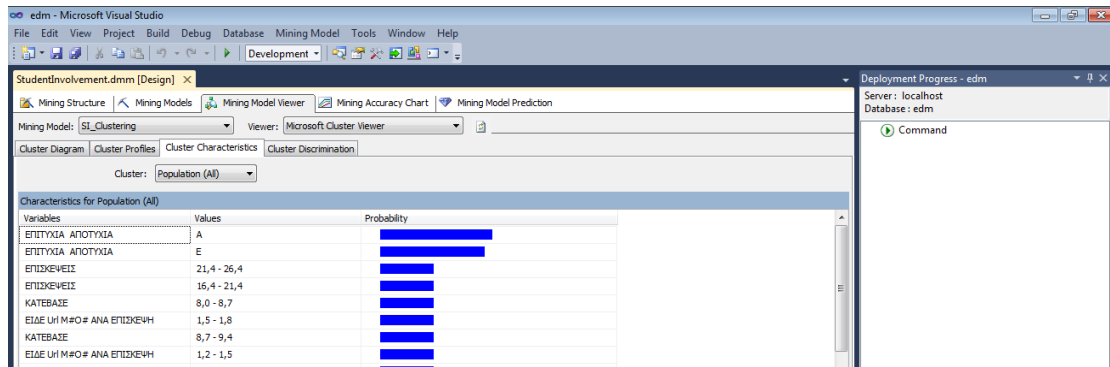 edm - Microsoft Visual Studio
File Edit View Project Build Debug Database Mining Model Tools Window Help
Development
StudentInvolvement.dmm [Design]
Mining Structure Mining Models Mining Model Viewer Mining Accuracy Chart Mining Model Prediction
Mining Model: SI_Clustering Viewer: Microsoft Cluster Viewer
Cluster Diagram Cluster Profiles Cluster Characteristics Cluster Discrimination
Cluster: Population (All)
Characteristics for Population (All)
Variables Values Probability
ΕΠΙΤΥΧΙΑ ΑΠΟΤΥΧΙΑ Α
ΕΠΙΤΥΧΙΑ ΑΠΟΤΥΧΙΑ Ε
ΕΠΙΣΚΕΨΕΙΣ 21,4 - 26,4
ΕΠΙΣΚΕΨΕΙΣ 16,4 - 21,4
ΚΑΤΕΒΑΣΕ 8,0 - 8,7
ΕΙΔΕ Url Μ#Ο# ΑΝΑ ΕΠΙΣΚΕΨΗ 1,5 - 1,8
ΚΑΤΕΒΑΣΕ 8,7 - 9,4
ΕΙΔΕ Url Μ#Ο# ΑΝΑ ΕΠΙΣΚΕΨΗ 1,2 - 1,5
Deployment Progress - edm
Server : localhost
Database : edm
Command